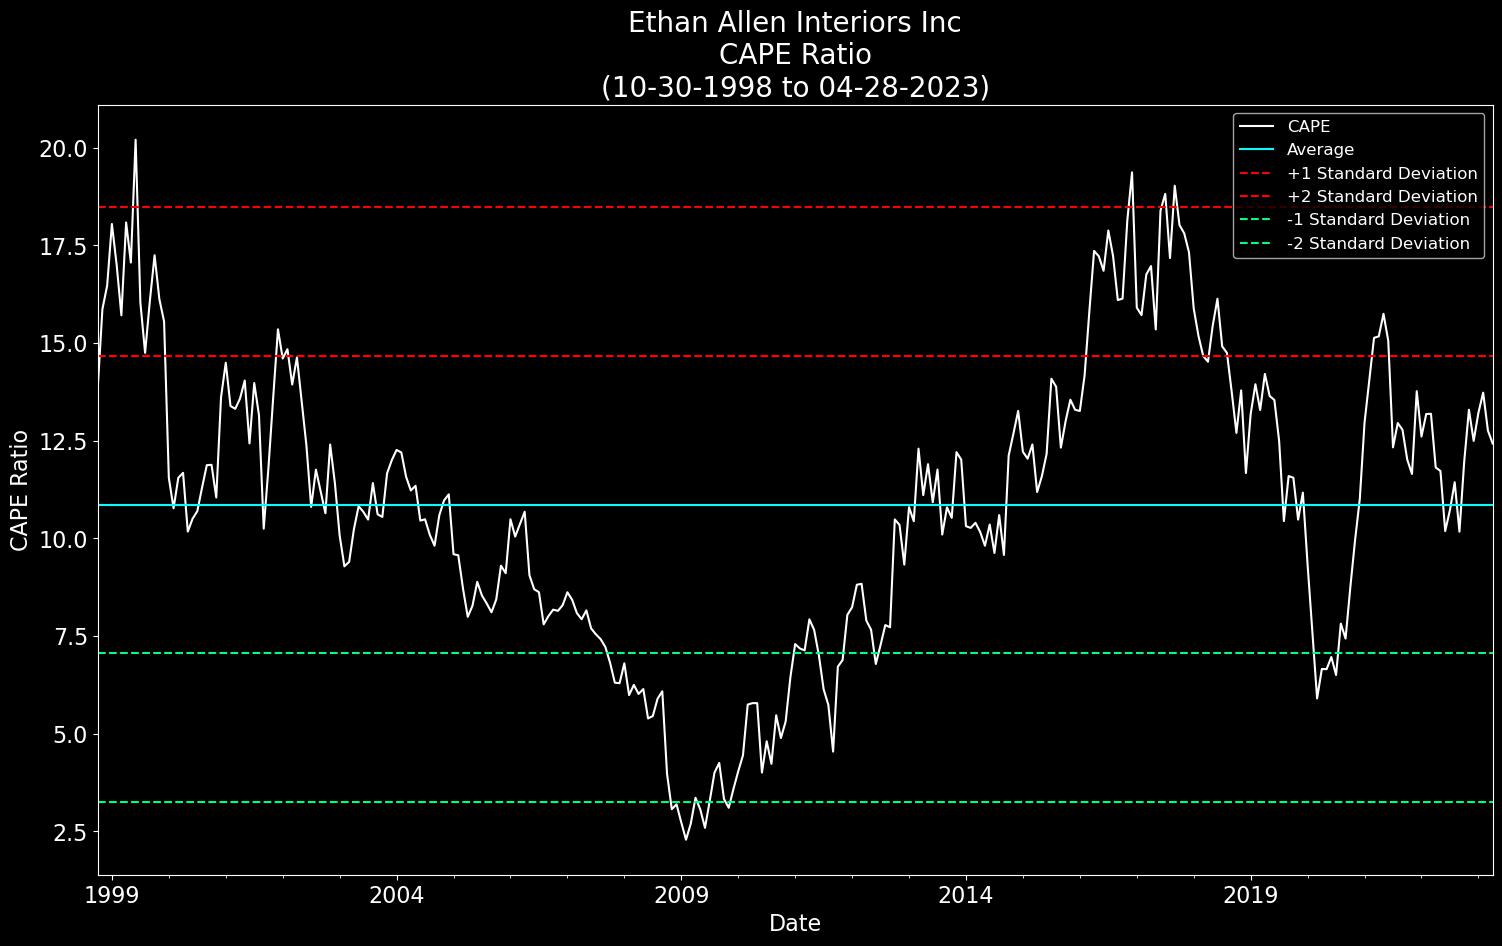 Ethan Allen Interiors Inc
CAPE Ratio
(10-30-1998 to 04-28-2023)
CAPE
Average
+1 Standard Deviation
+2 Standard Deviation
-1 Standard Deviation
-2 Standard Deviation
20.0
17.5
15.0
12.5
10.0
7.5
5.0
2.5
CAPE Ratio
1999 2004 2009 2014 2019
Date